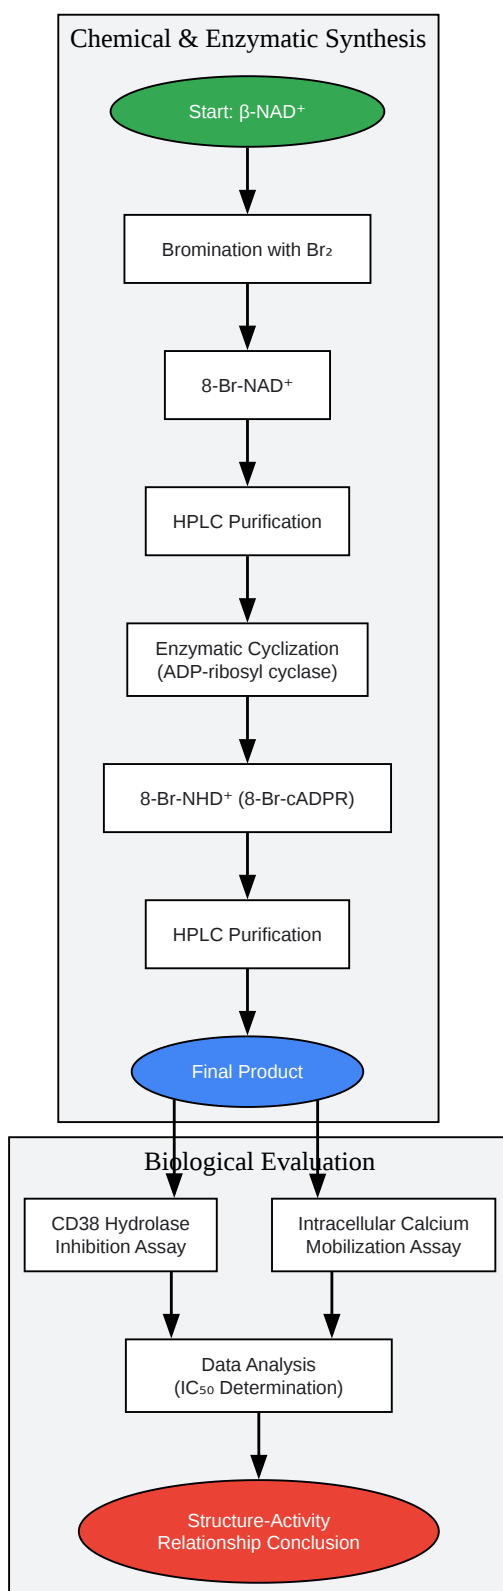 Chemical & Enzymatic Synthesis
Start: β-NAD⁺
Bromination with Br₂
8-Br-NAD⁺
HPLC Purification
Enzymatic Cyclization
(ADP-ribosyl cyclase)
8-Br-NHD⁺ (8-Br-cADPR)
HPLC Purification
Final Product
Biological Evaluation
CD38 Hydrolase
Inhibition Assay
Intracellular Calcium
Mobilization Assay
Data Analysis
(IC₅₀ Determination)
Structure-Activity
Relationship Conclusion